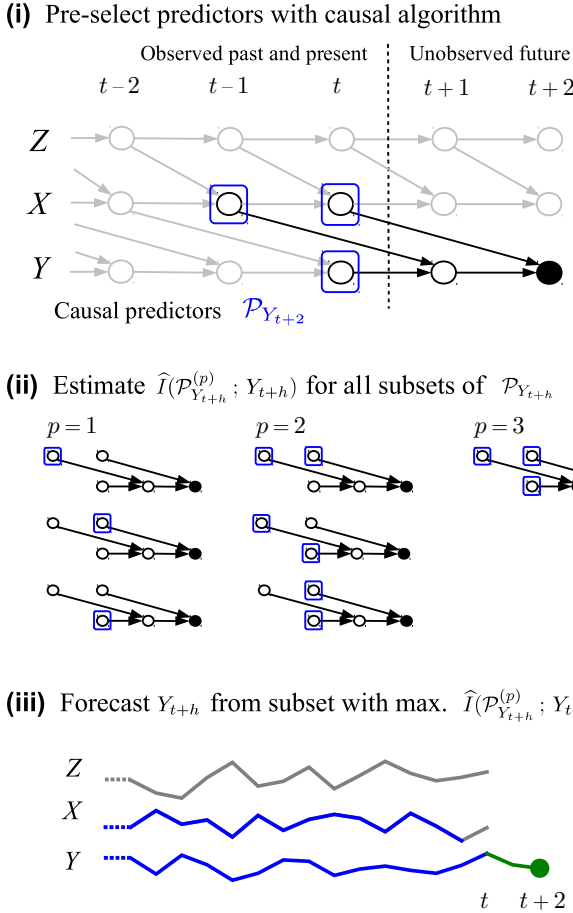 (i) Pre-select predictors with causal algorithm
Observed past and present Unobserved future
t – 2 t – 1 t t + 1 t + 2
Z
X
Y
Causal predictors 𝒫_{Y_{t+2}}
(ii) Estimate Î(𝒫^{(p)}_{Y_{t+h}} ; Y_{t+h}) for all subsets of 𝒫_{Y_{t+h}}
p = 1 p = 2 p = 3
(iii) Forecast Y_{t+h} from subset with max. Î(𝒫^{(p)}_{Y_{t+h}} ; Y_t
Z
X
Y
t t + 2